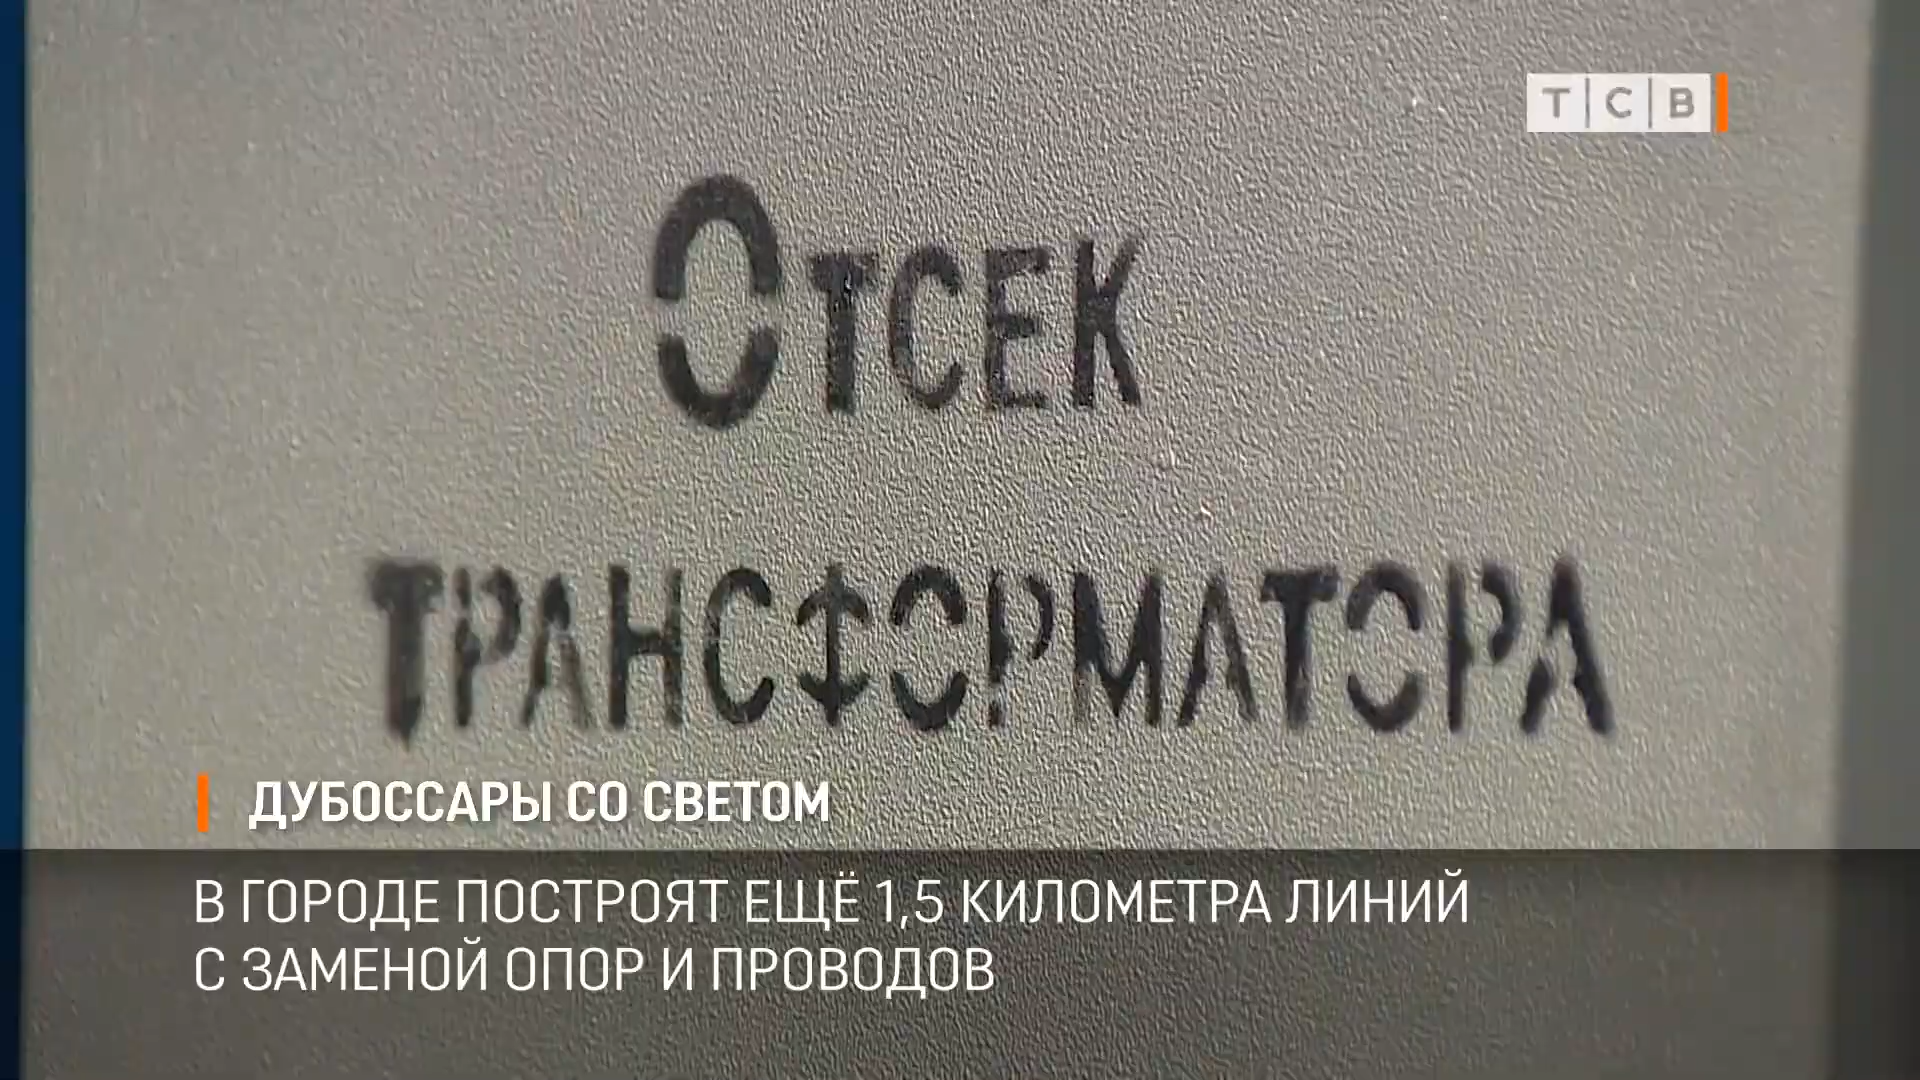 ТСВ
Отсек
ТРАНСФОРМАТОРА
ДУБОССАРЫ СО СВЕТОМ
В ГОРОДЕ ПОСТРОЯТ ЕЩЁ 1,5 КИЛОМЕТРА ЛИНИЙ
С ЗАМЕНОЙ ОПОР И ПРОВОДОВ